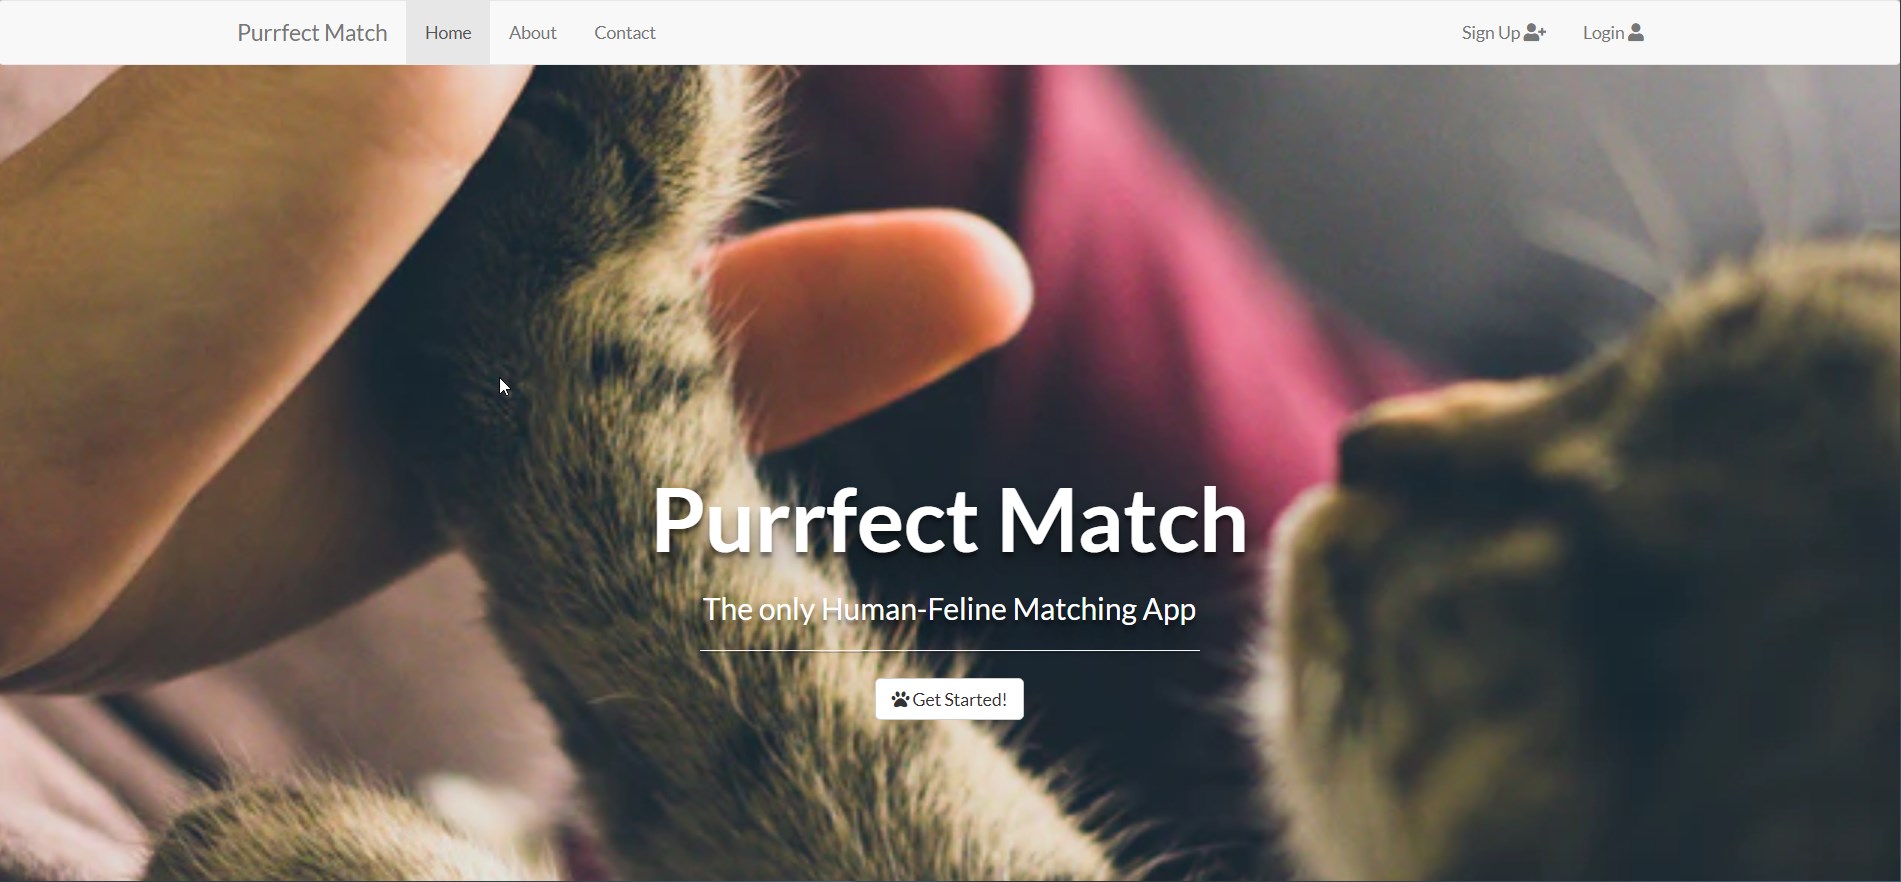 Purrfect Match Home About Contact Sign Up Login
Purrfect Match
The only Human-Feline Matching App
Get Started!